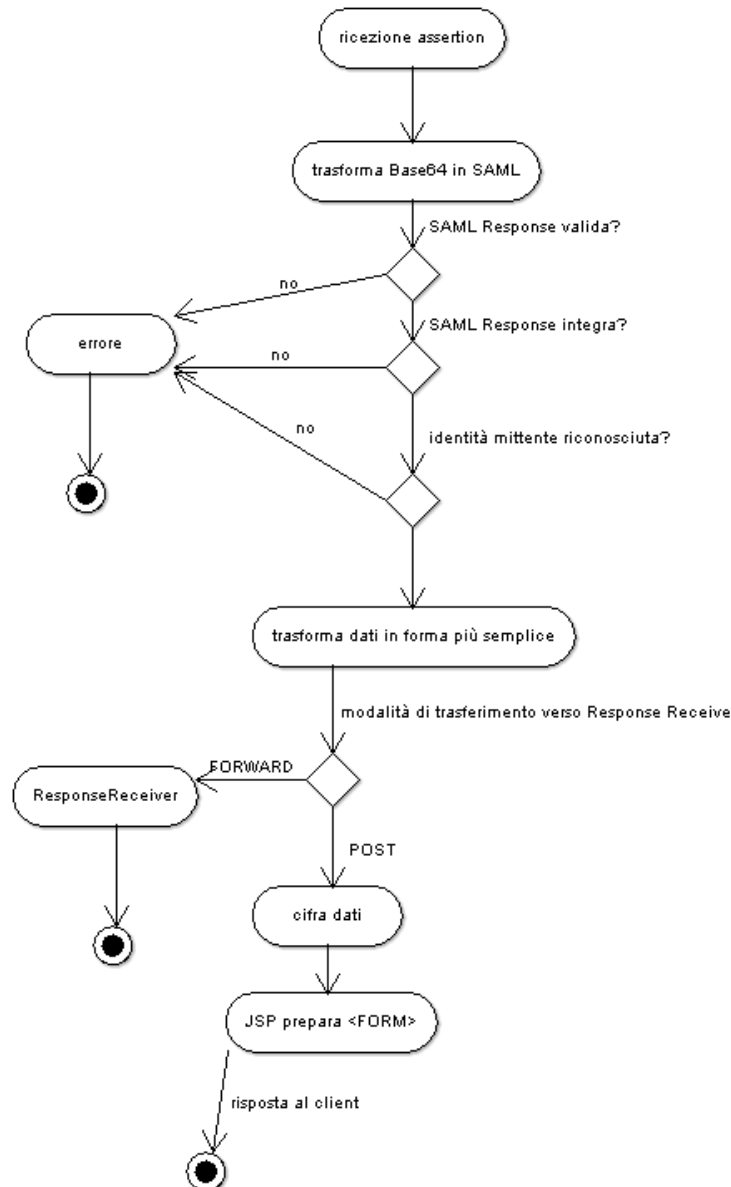 ricezione assertion
trasforma Base64 in SAML
SAML Response valida?
no
SAML Response integra?
errore
no
no
identità mittente riconosciuta?
trasforma dati in forma più semplice
modalità di trasferimento verso Response Receive
FORWARD
ResponseReceiver
POST
cifra dati
JSP prepara <FORM>
risposta al client